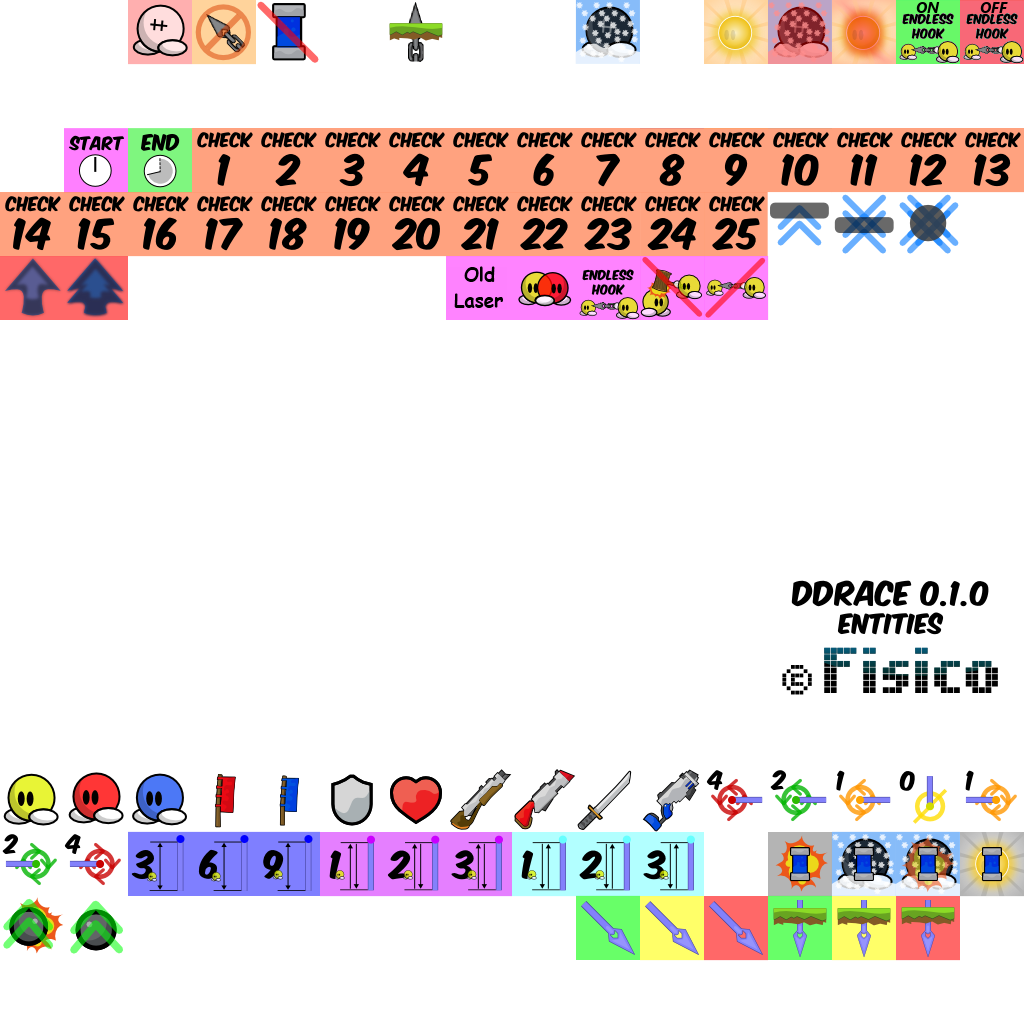 ON ENDLESS HOOK
OFF ENDLESS HOOK
START END CHECK 1 CHECK 2 CHECK 3 CHECK 4 CHECK 5 CHECK 6 CHECK 7 CHECK 8 CHECK 9 CHECK 10 CHECK 11 CHECK 12 CHECK 13
CHECK 14 CHECK 15 CHECK 16 CHECK 17 CHECK 18 CHECK 19 CHECK 20 CHECK 21 CHECK 22 CHECK 23 CHECK 24 CHECK 25
Old
Laser
ENDLESS
HOOK
DDRACE 0.1.0
ENTITIES
© Fisico
4 2 1 0 1
2 4 3 6 9 1 2 3 1 2 3